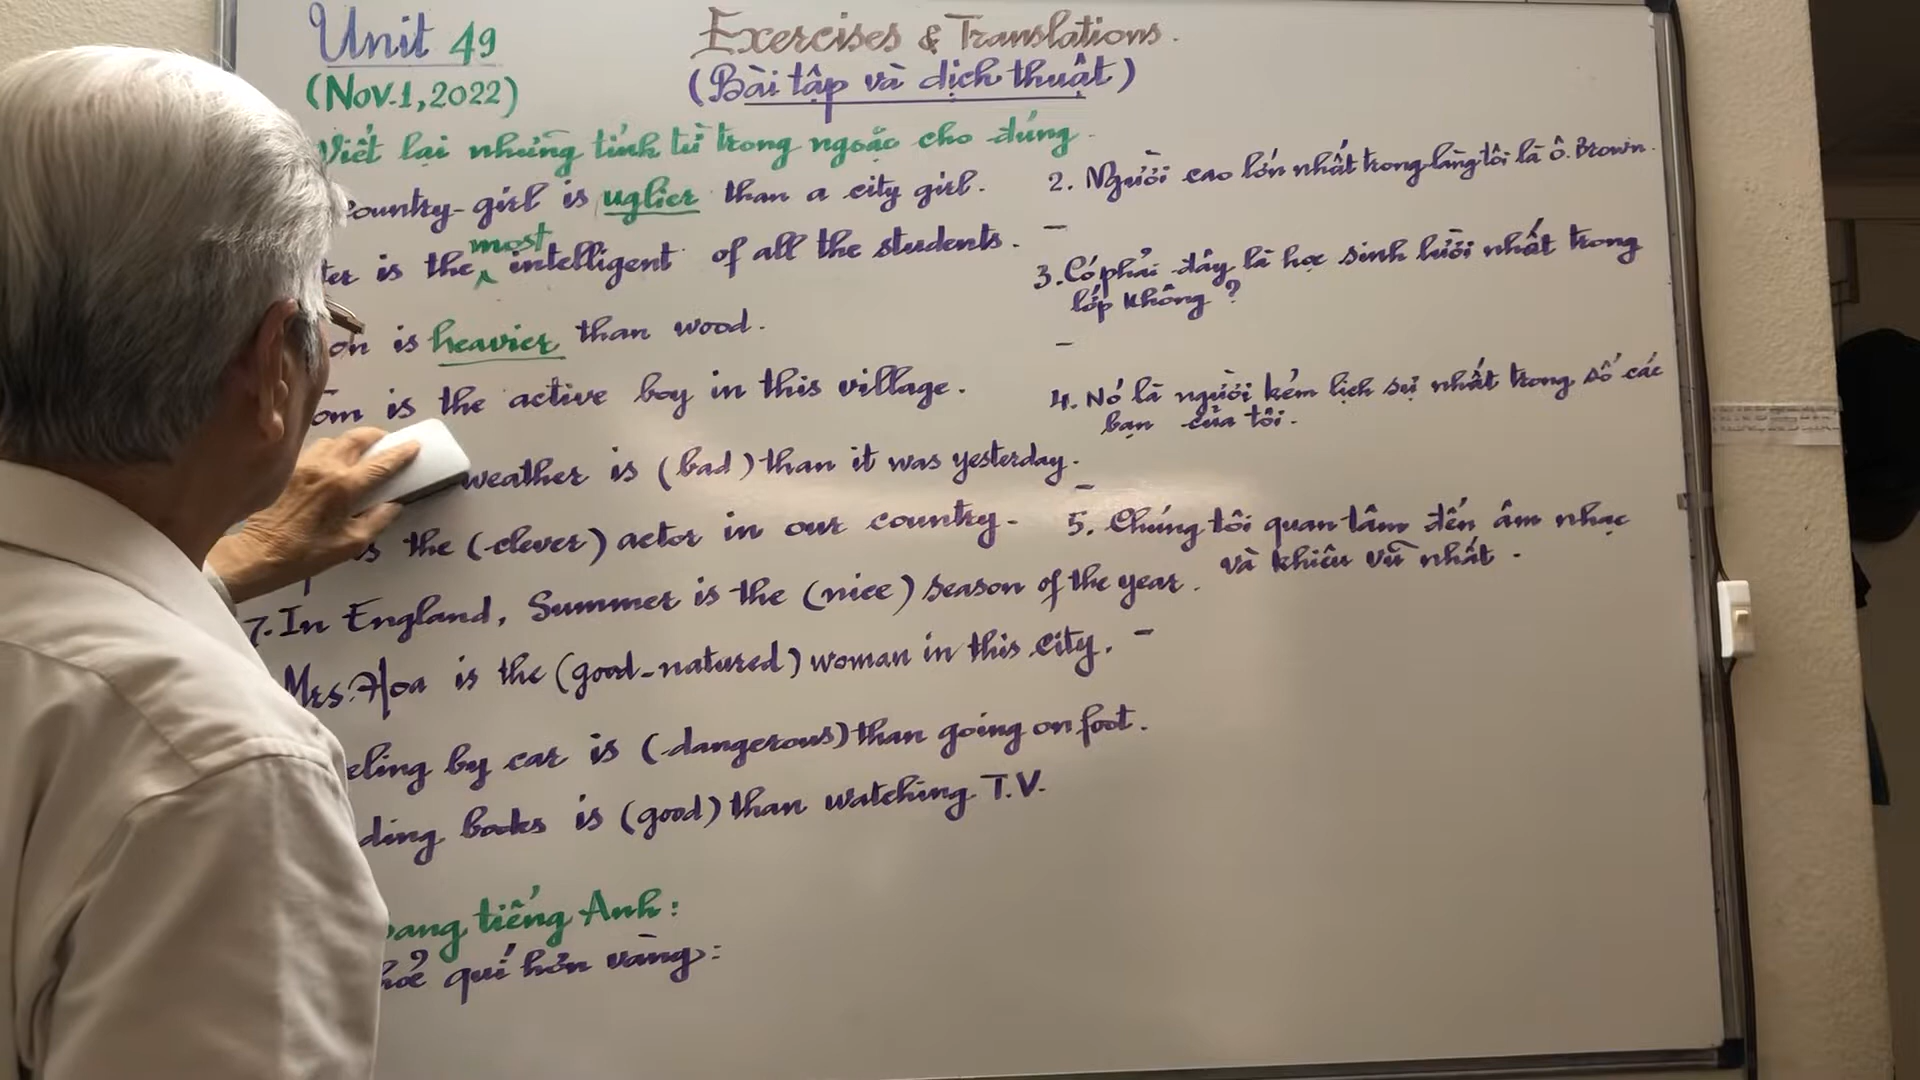 Unit 49
(Nov.1,2022)
Exercises & Translations.
(Bài tập và dịch thuật)
Viết lại những tính từ trong ngoặc cho đúng.
country-girl is uglier than a city girl.
is the most intelligent of all the students.
is heavier than wood.
is the active boy in this village.
weather is (bad) than it was yesterday.
the (clever) actor in our country.
7. In England, Summer is the (nice) season of the year.
Mrs. Hoa is the (good-natured) woman in this city.
by car is (dangerous) than going on foot.
books is (good) than watching T.V.
tiếng Anh:
quí hơn vàng:
2. Người cao lớn nhất trong làng tôi là ô. Brown.
-
3. Có phải đây là học sinh lười nhất trong
lớp không?
-
4. Nó là người kém lịch sự nhất trong số các
bạn của tôi.
-
5. Chúng tôi quan tâm đến âm nhạc
và khiêu vũ nhất.
-